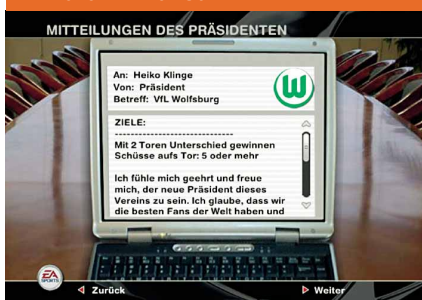 MITTEILUNGEN DES PRÄSIDENTEN
An: Heiko Klinge
Von: Präsident
Betreff: VfL Wolfsburg
W
ZIELE:
------------------------------
Mit 2 Toren Unterschied gewinnen
Schüsse aufs Tor: 5 oder mehr
Ich fühle mich geehrt und freue
mich, der neue Präsident dieses
Vereins zu sein. Ich glaube, dass wir
die besten Fans der Welt haben und
EA
SPORTS
Zurück
Weiter